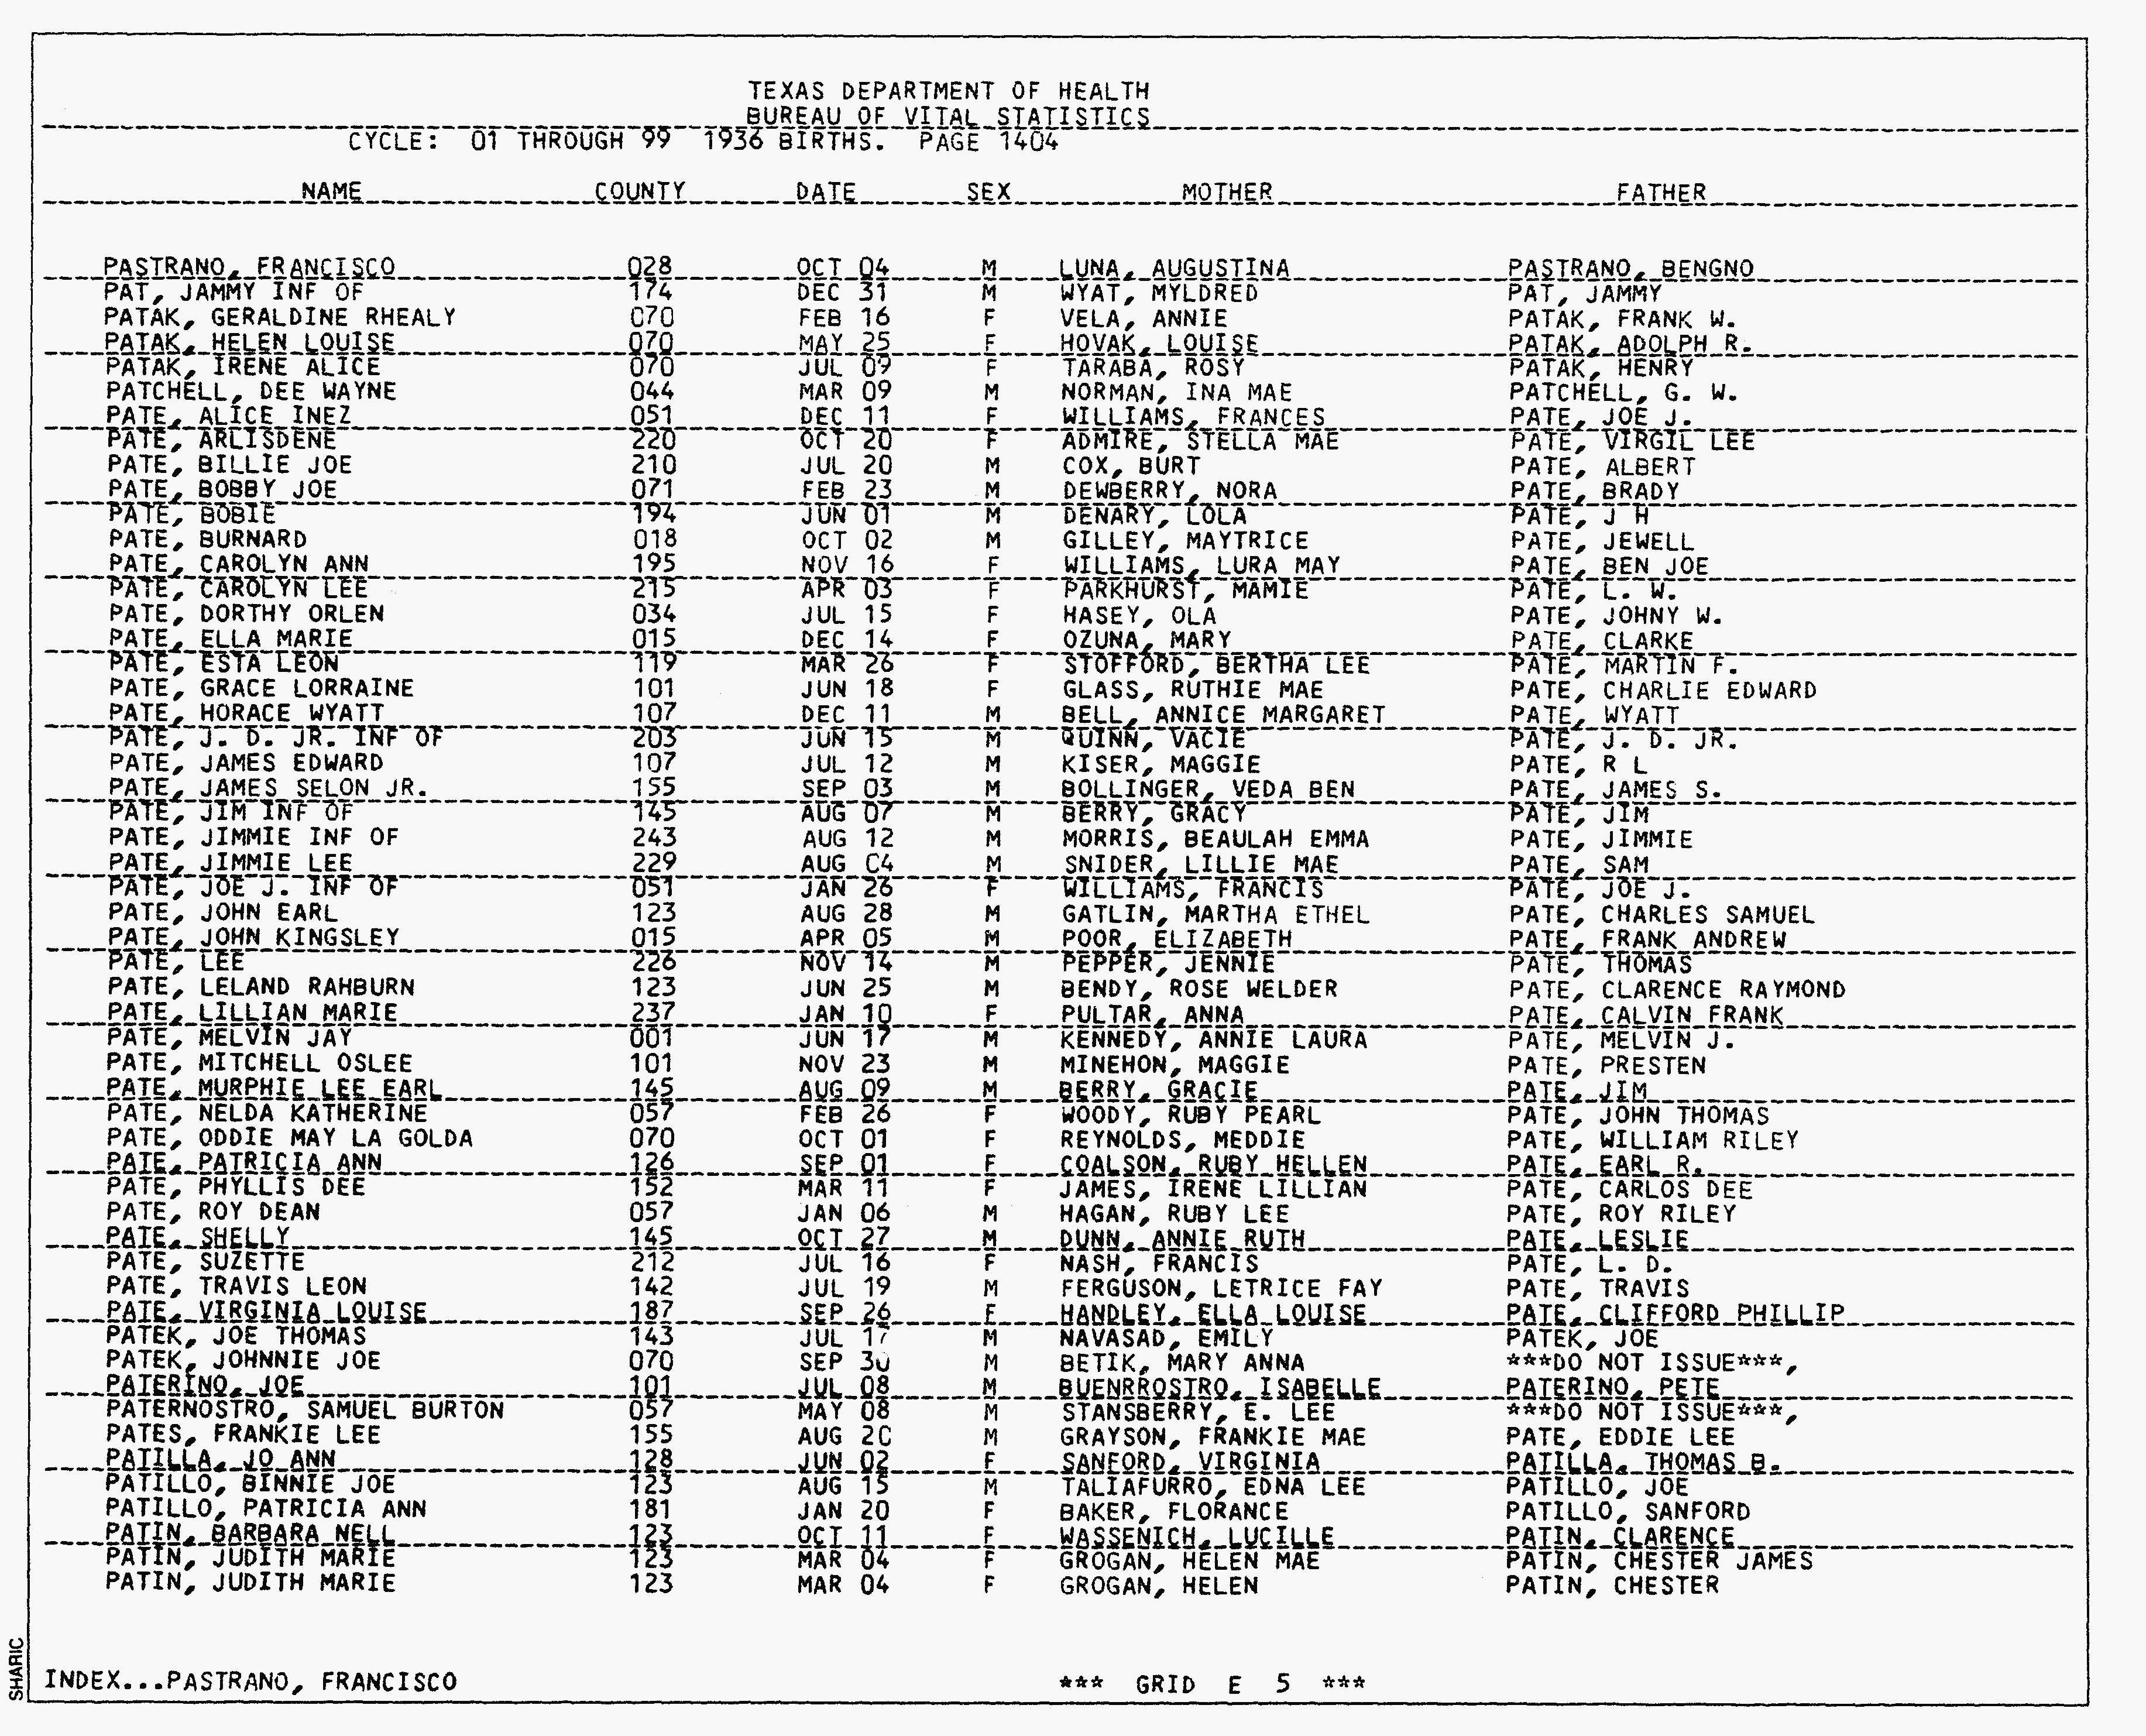 TEXAS DEPARTMENT OF HEALTH
BUREAU OF VITAL STATISTICS
CYCLE: 01 THROUGH 99 1936 BIRTHS. PAGE 1404
NAME COUNTY DATE SEX MOTHER FATHER
PASTRANO, FRANCISCO 028 OCT 04 M LUNA, AUGUSTINA PASTRANO, BENGNO
PAT, JAMMY INF OF 174 DEC 31 M WYAT, MYLDRED PAT, JAMMY
PATAK, GERALDINE RHEALY 070 FEB 16 F VELA, ANNIE PATAK, FRANK W.
PATAK, HELEN LOUISE 070 MAY 25 F HOVAK, LOUISE PATAK, ADOLPH R.
PATAK, IRENE ALICE 070 JUL 09 F TARABA, ROSY PATAK, HENRY
PATCHELL, DEE WAYNE 044 MAR 09 M NORMAN, INA MAE PATCHELL, G. W.
PATE, ALICE INEZ 051 DEC 11 F WILLIAMS, FRANCES PATE, JOE J.
PATE, ARLISDENE 220 OCT 20 F ADMIRE, STELLA MAE PATE, VIRGIL LEE
PATE, BILLIE JOE 210 JUL 20 M COX, BURT PATE, ALBERT
PATE, BOBBY JOE 071 FEB 23 M DEWBERRY, NORA PATE, BRADY
PATE, BOBIE 194 JUN 01 M DENARY, LOLA PATE, J H
PATE, BURNARD 018 OCT 02 M GILLEY, MAYTRICE PATE, JEWELL
PATE, CAROLYN ANN 195 NOV 16 F WILLIAMS, LURA MAY PATE, BEN JOE
PATE, CAROLYN LEE 215 APR 03 F PARKHURST, MAMIE PATE, L. W.
PATE, DORTHY ORLEN 034 JUL 15 F HASEY, OLA PATE, JOHNY W.
PATE, ELLA MARIE 015 DEC 14 F OZUNA, MARY PATE, CLARKE
PATE, ESTA LEON 119 MAR 26 F STOFFORD, BERTHA LEE PATE, MARTIN F.
PATE, GRACE LORRAINE 101 JUN 18 F GLASS, RUTHIE MAE PATE, CHARLIE EDWARD
PATE, HORACE WYATT 107 DEC 11 M BELL, ANNICE MARGARET PATE, WYATT
PATE, J. D. JR. INF OF 203 JUN 15 M QUINN, VACIE PATE, J. D. JR.
PATE, JAMES EDWARD 107 JUL 12 M KISER, MAGGIE PATE, R L
PATE, JAMES SELON JR. 155 SEP 03 M BOLLINGER, VEDA BEN PATE, JAMES S.
PATE, JIM INF OF 145 AUG 07 M BERRY, GRACY PATE, JIM
PATE, JIMMIE INF OF 243 AUG 12 M MORRIS, BEAULAH EMMA PATE, JIMMIE
PATE, JIMMIE LEE 229 AUG C4 M SNIDER, LILLIE MAE PATE, SAM
PATE, JOE J. INF OF 051 JAN 26 F WILLIAMS, FRANCIS PATE, JOE J.
PATE, JOHN EARL 123 AUG 28 M GATLIN, MARTHA ETHEL PATE, CHARLES SAMUEL
PATE, JOHN KINGSLEY 015 APR 05 M POOR, ELIZABETH PATE, FRANK ANDREW
PATE, LEE 226 NOV 14 M PEPPER, JENNIE PATE, THOMAS
PATE, LELAND RAHBURN 123 JUN 25 M BENDY, ROSE WELDER PATE, CLARENCE RAYMOND
PATE, LILLIAN MARIE 237 JAN 10 F PULTAR, ANNA PATE, CALVIN FRANK
PATE, MELVIN JAY 001 JUN 17 M KENNEDY, ANNIE LAURA PATE, MELVIN J.
PATE, MITCHELL OSLEE 101 NOV 23 M MINEHON, MAGGIE PATE, PRESTEN
PATE, MURPHIE LEE EARL 145 AUG 09 M BERRY, GRACIE PATE, JIM
PATE, NELDA KATHERINE 057 FEB 26 F WOODY, RUBY PEARL PATE, JOHN THOMAS
PATE, ODDIE MAY LA GOLDA 070 OCT 01 F REYNOLDS, MEDDIE PATE, WILLIAM RILEY
PATE, PATRICIA ANN 126 SEP 01 F COALSON, RUBY HELLEN PATE, EARL R.
PATE, PHYLLIS DEE 152 MAR 11 F JAMES, IRENE LILLIAN PATE, CARLOS DEE
PATE, ROY DEAN 057 JAN 06 M HAGAN, RUBY LEE PATE, ROY RILEY
PATE, SHELLY 145 OCT 27 M DUNN, ANNIE RUTH PATE, LESLIE
PATE, SUZETTE 212 JUL 16 F NASH, FRANCIS PATE, L. D.
PATE, TRAVIS LEON 142 JUL 19 M FERGUSON, LETRICE FAY PATE, TRAVIS
PATE, VIRGINIA LOUISE 187 SEP 26 F HANDLEY, ELLA LOUISE PATE, CLIFFORD PHILLIP
PATEK, JOE THOMAS 143 JUL 17 M NAVASAD, EMILY PATEK, JOE
PATEK, JOHNNIE JOE 070 SEP 30 M BETIK, MARY ANNA ***DO NOT ISSUE***,
PATERINO, JOE 101 JUL 08 M BUENRROSTRO, ISABELLE PATERINO, PETE
PATERNOSTRO, SAMUEL BURTON 057 MAY 08 M STANSBERRY, E. LEE ***DO NOT ISSUE***,
PATES, FRANKIE LEE 155 AUG 2C M GRAYSON, FRANKIE MAE PATE, EDDIE LEE
PATILLA, JO ANN 128 JUN 02 F SANFORD, VIRGINIA PATILLA, THOMAS B.
PATILLO, BINNIE JOE 123 AUG 15 M TALIAFURRO, EDNA LEE PATILLO, JOE
PATILLO, PATRICIA ANN 181 JAN 20 F BAKER, FLORANCE PATILLO, SANFORD
PATIN, BARBARA NELL 123 OCT 11 F WASSENICH, LUCILLE PATIN, CLARENCE
PATIN, JUDITH MARIE 123 MAR 04 F GROGAN, HELEN MAE PATIN, CHESTER JAMES
PATIN, JUDITH MARIE 123 MAR 04 F GROGAN, HELEN PATIN, CHESTER
INDEX...PASTRANO, FRANCISCO *** GRID E 5 ***
SHARIC